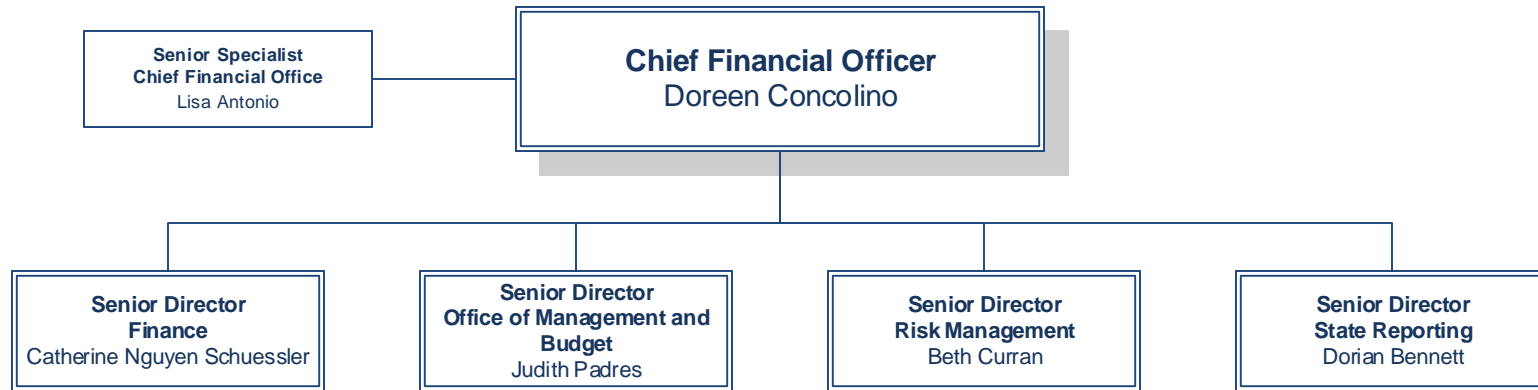 Senior Specialist
Chief Financial Office
Lisa Antonio
Chief Financial Officer
Doreen Concolino
Senior Director
Finance
Catherine Nguyen Schuessler
Senior Director
Office of Management and
Budget
Judith Padres
Senior Director
Risk Management
Beth Curran
Senior Director
State Reporting
Dorian Bennett